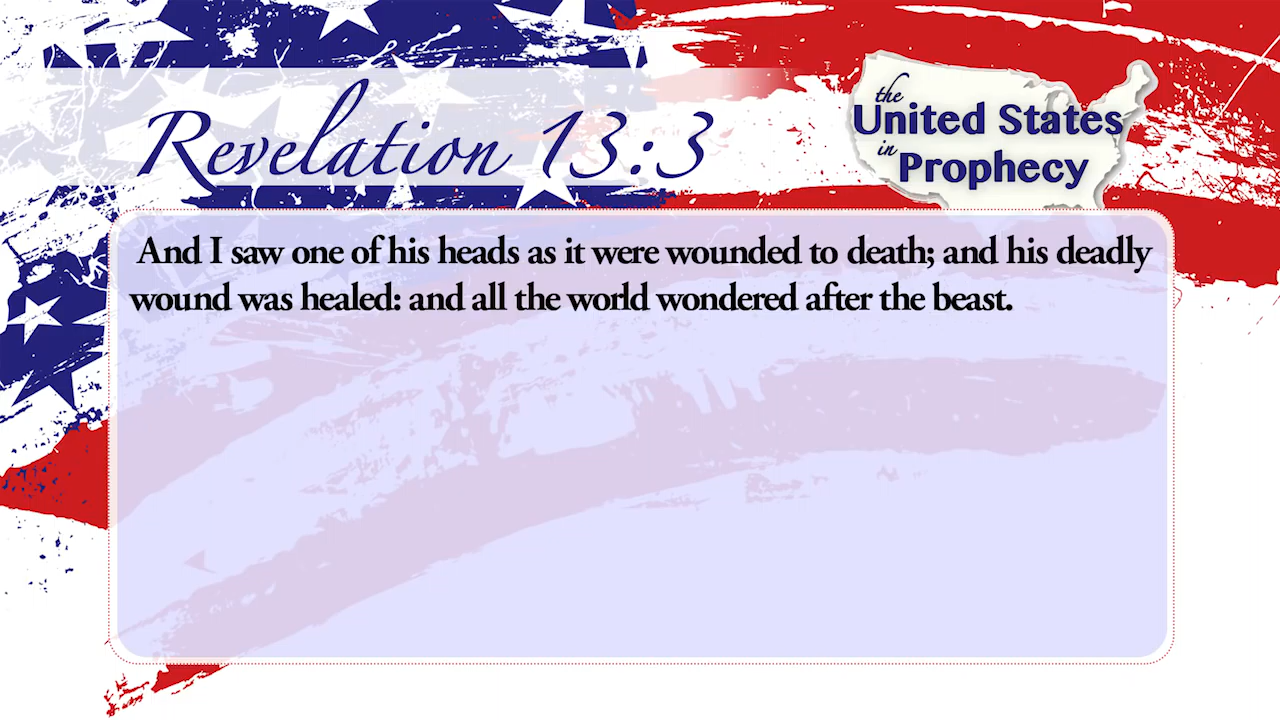 Revelation 13:3
the
United States
in Prophecy
And I saw one of his heads as it were wounded to death; and his deadly
wound was healed: and all the world wondered after the beast.